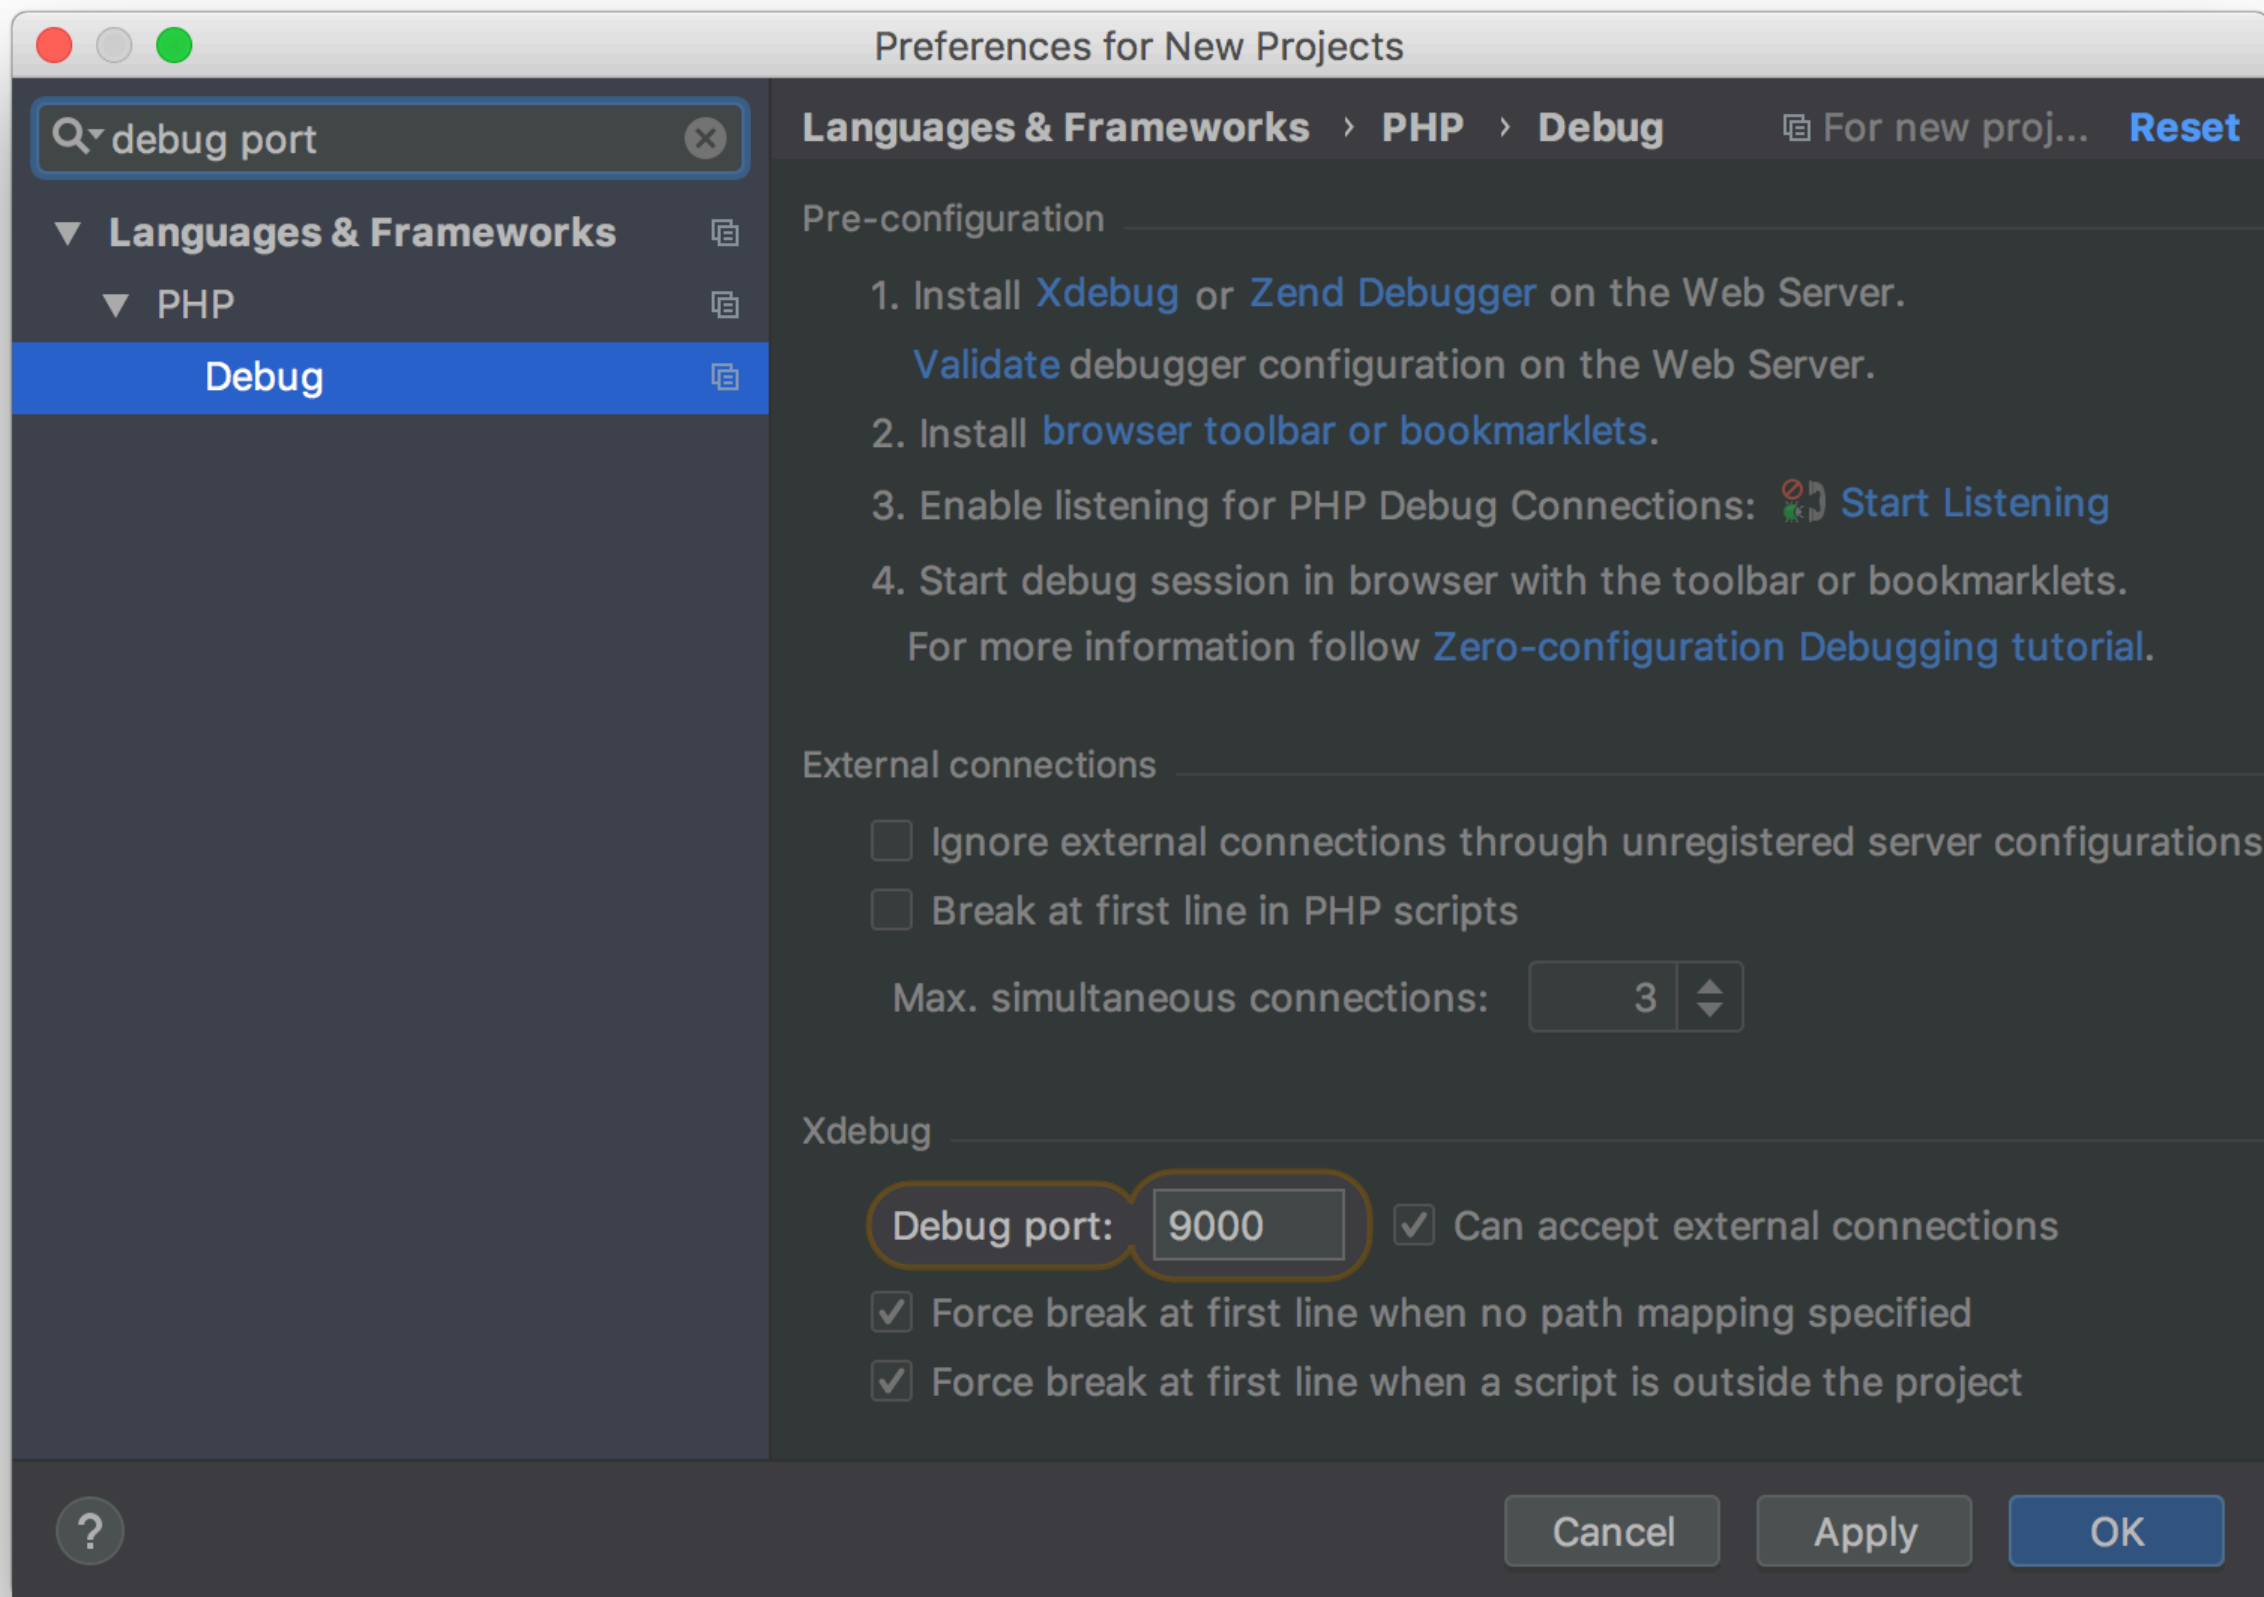 Preferences for New Projects
debug port
Languages & Frameworks › PHP › Debug For new proj... Reset
Languages & Frameworks
PHP
Debug
Pre-configuration
1. Install Xdebug or Zend Debugger on the Web Server.
Validate debugger configuration on the Web Server.
2. Install browser toolbar or bookmarklets.
3. Enable listening for PHP Debug Connections: Start Listening
4. Start debug session in browser with the toolbar or bookmarklets.
For more information follow Zero-configuration Debugging tutorial.
External connections
Ignore external connections through unregistered server configurations
Break at first line in PHP scripts
Max. simultaneous connections: 3
Xdebug
Debug port: 9000 Can accept external connections
Force break at first line when no path mapping specified
Force break at first line when a script is outside the project
? Cancel Apply OK